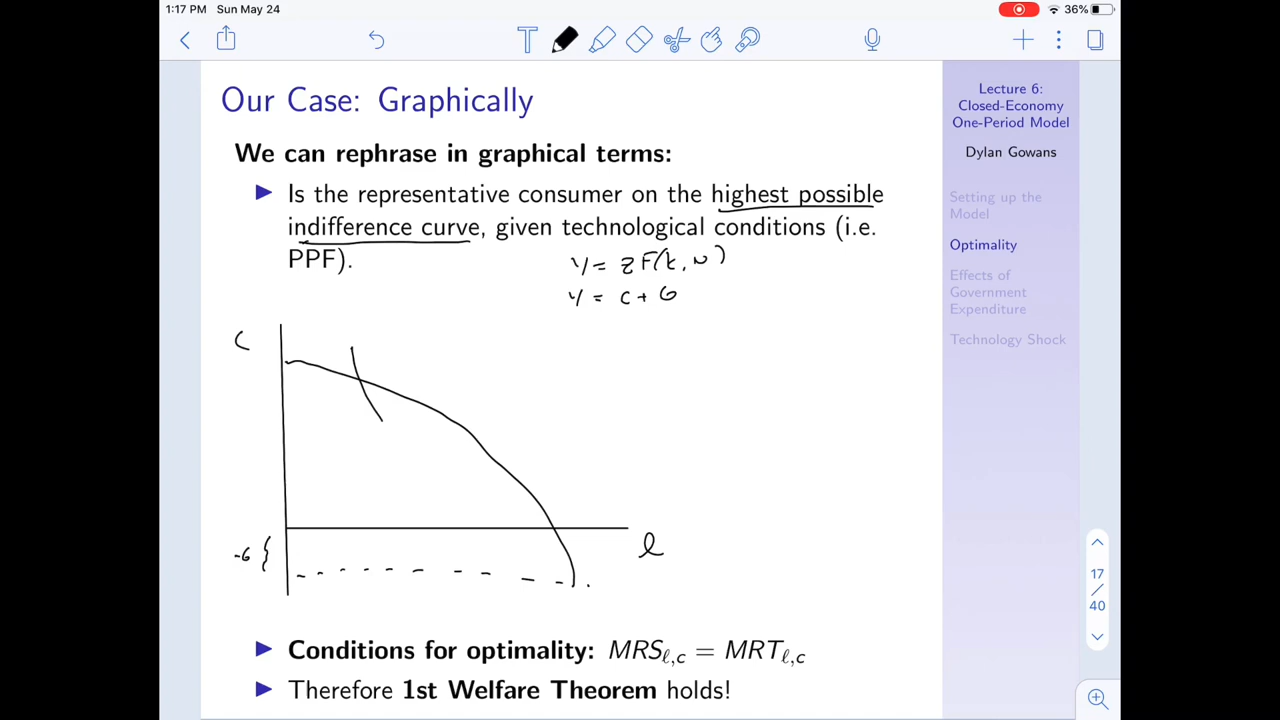 1:17 PM Sun May 24
36%
Our Case: Graphically
We can rephrase in graphical terms:
Is the representative consumer on the highest possible
indifference curve, given technological conditions (i.e.
PPF).
Y = zF(K,N)
Y = C + G
C
-G
l
Conditions for optimality: MRSℓ,c = MRTℓ,c
Therefore 1st Welfare Theorem holds!
Lecture 6:
Closed-Economy
One-Period Model
Dylan Gowans
Setting up the
Model
Optimality
Effects of
Government
Expenditure
Technology Shock
17
/
40